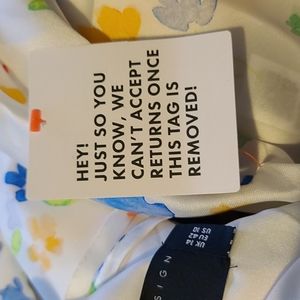 HEY!
JUST SO YOU
KNOW, WE
CAN'T ACCEPT
RETURNS ONCE
THIS TAG IS
REMOVED!
UK 14
EU 42
US 10
SIGN